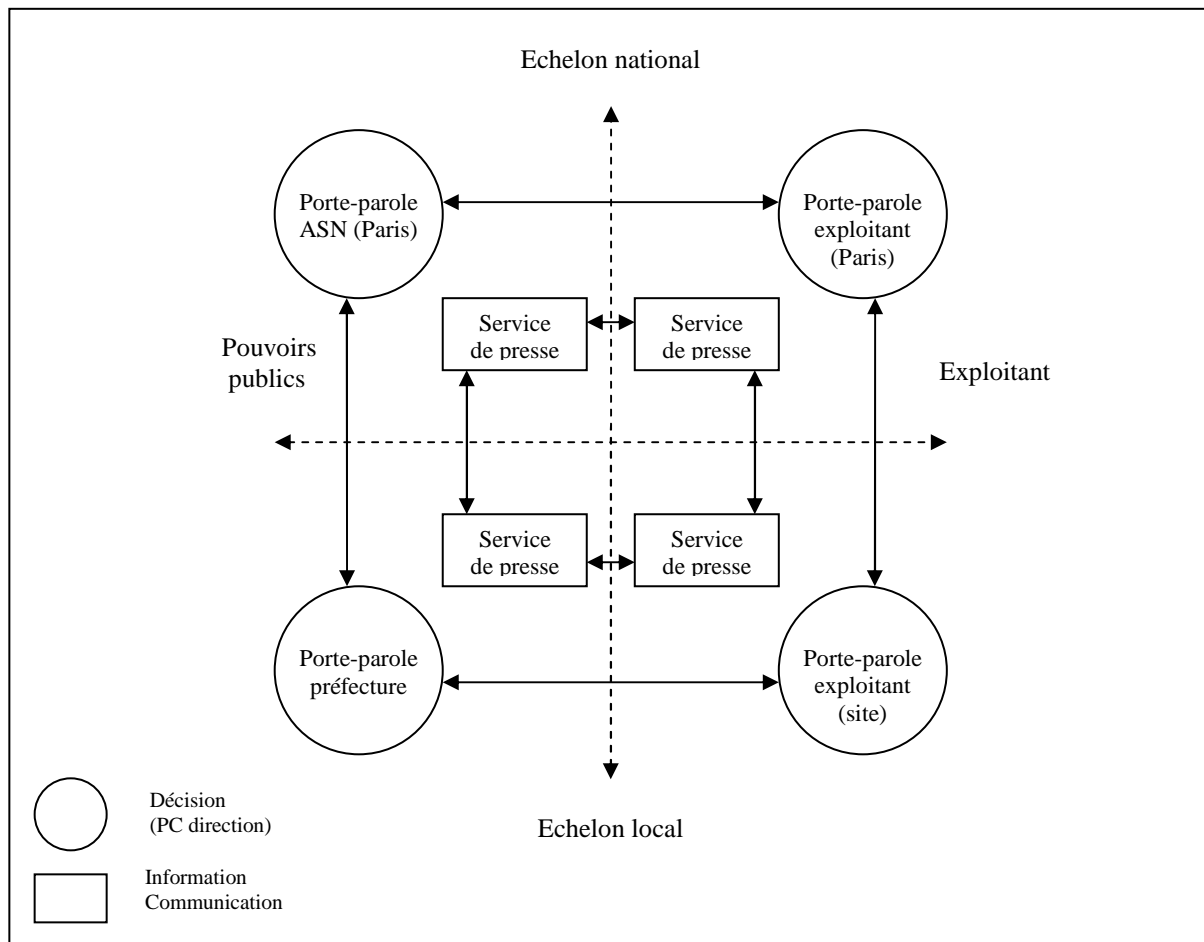 Echelon national
Porte-parole
ASN (Paris)
Porte-parole
exploitant
(Paris)
Service
de presse
Service
de presse
Pouvoirs
publics
Exploitant
Service
de presse
Service
de presse
Porte-parole
préfecture
Porte-parole
exploitant
(site)
Echelon local
Décision
(PC direction)
Information
Communication